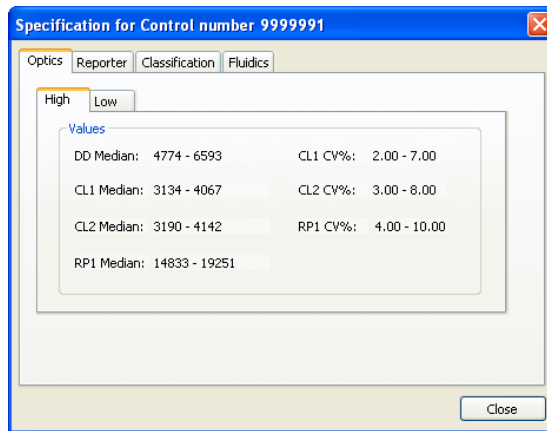 Specification for Control number 9999991
Optics Reporter Classification Fluidics
High Low
Values
DD Median: 4774 - 6593 CL1 CV%: 2.00 - 7.00
CL1 Median: 3134 - 4067 CL2 CV%: 3.00 - 8.00
CL2 Median: 3190 - 4142 RP1 CV%: 4.00 - 10.00
RP1 Median: 14833 - 19251
Close